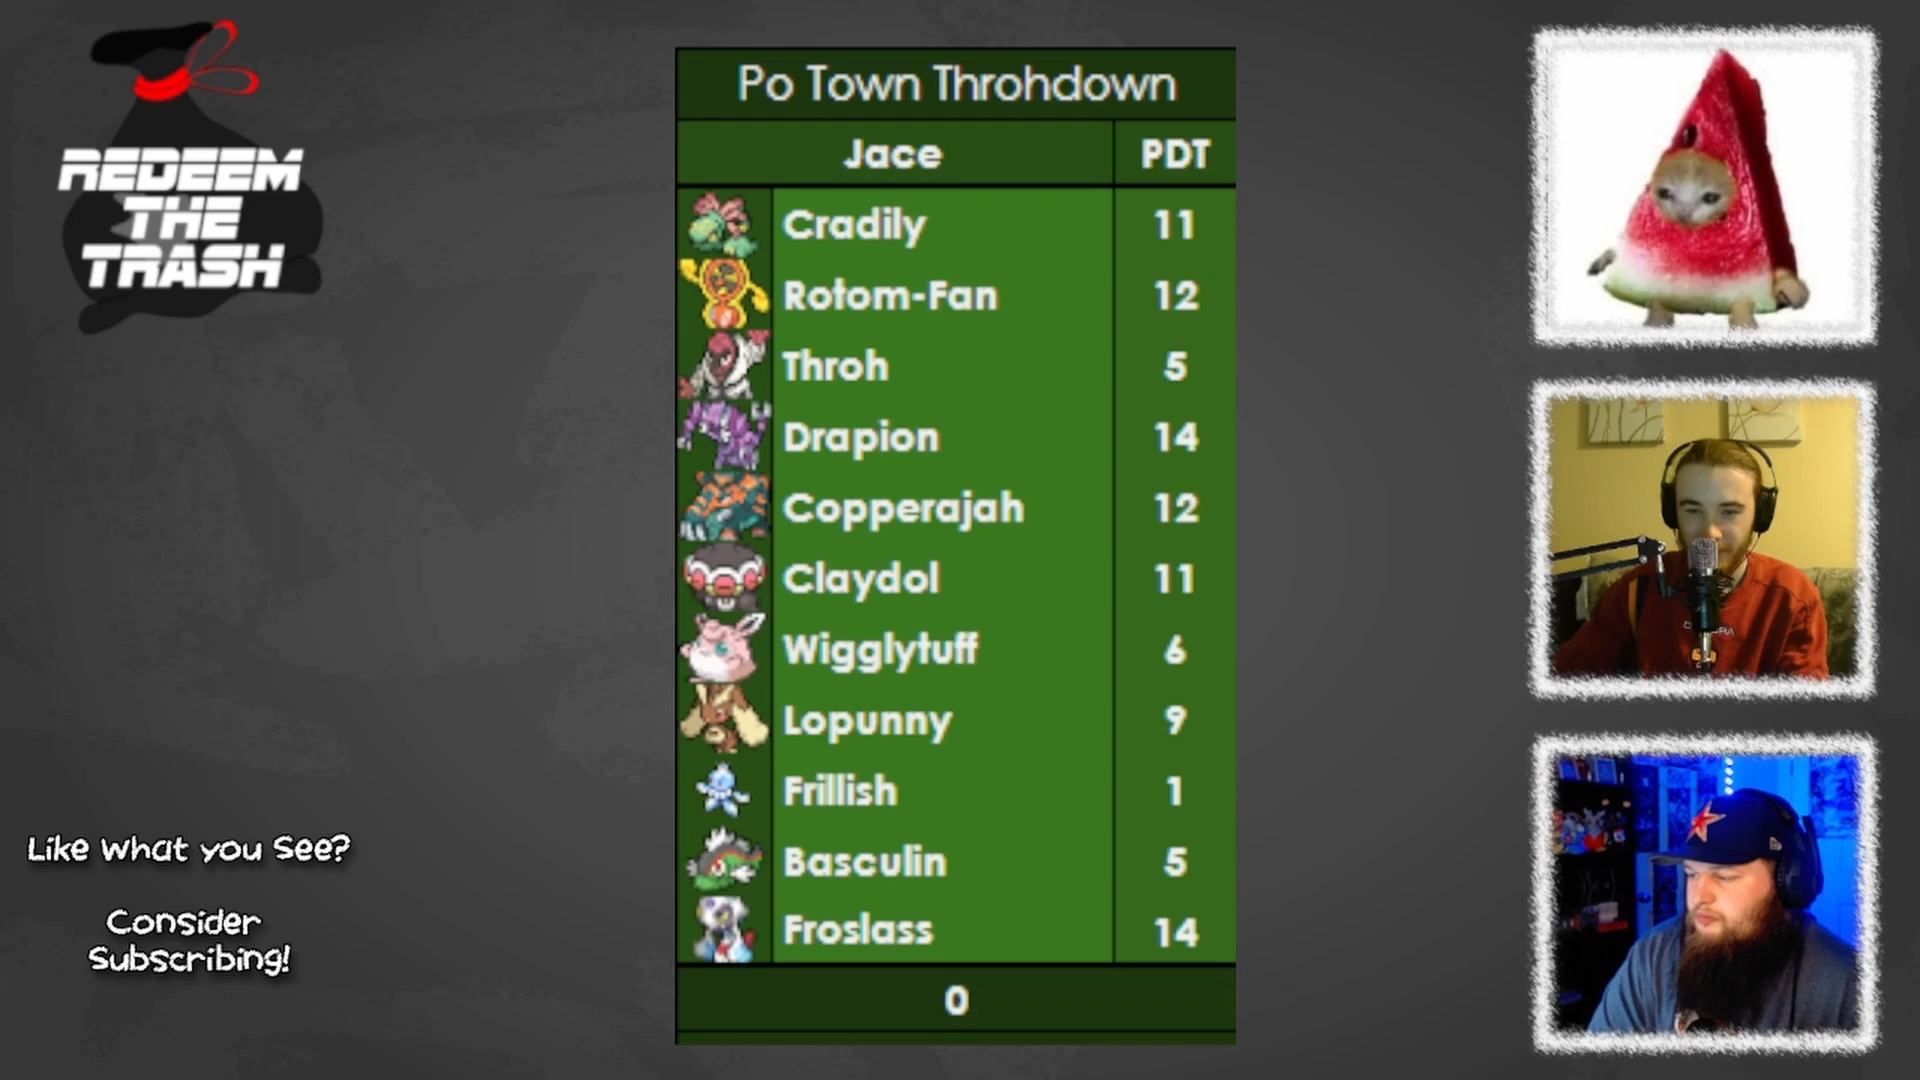 REDEEM
THE
TRASH
Like what you See?
Consider
Subscribing!
Po Town Throhdown
Jace PDT
Cradily 11
Rotom-Fan 12
Throh 5
Drapion 14
Copperajah 12
Claydol 11
Wigglytuff 6
Lopunny 9
Frillish 1
Basculin 5
Froslass 14
0